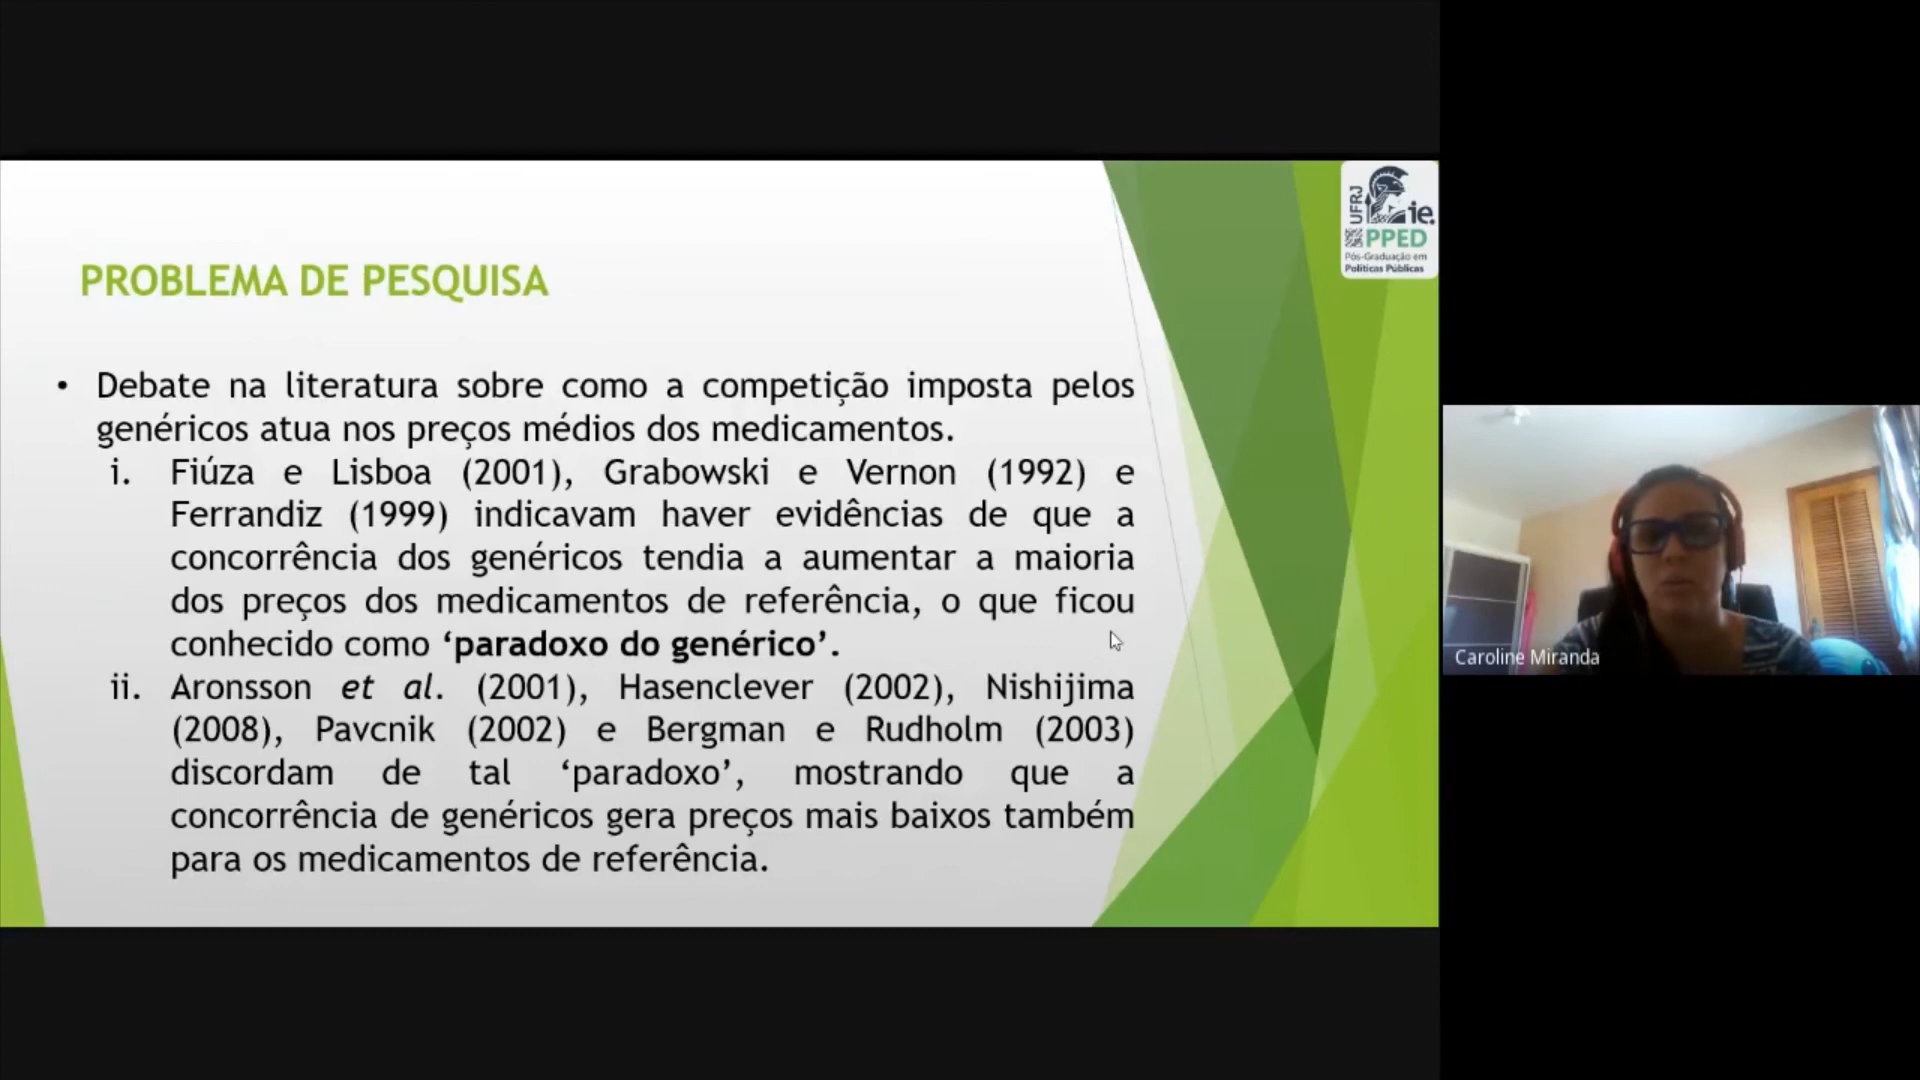 UFRJ
ie.
PPED
Pós-Graduação em
Políticas Públicas
PROBLEMA DE PESQUISA
• Debate na literatura sobre como a competição imposta pelos
genéricos atua nos preços médios dos medicamentos.
i. Fiúza e Lisboa (2001), Grabowski e Vernon (1992) e
Ferrandiz (1999) indicavam haver evidências de que a
concorrência dos genéricos tendia a aumentar a maioria
dos preços dos medicamentos de referência, o que ficou
conhecido como ‘paradoxo do genérico’.
ii. Aronsson et al. (2001), Hasenclever (2002), Nishijima
(2008), Pavcnik (2002) e Bergman e Rudholm (2003)
discordam de tal ‘paradoxo’, mostrando que a
concorrência de genéricos gera preços mais baixos também
para os medicamentos de referência.
Caroline Miranda